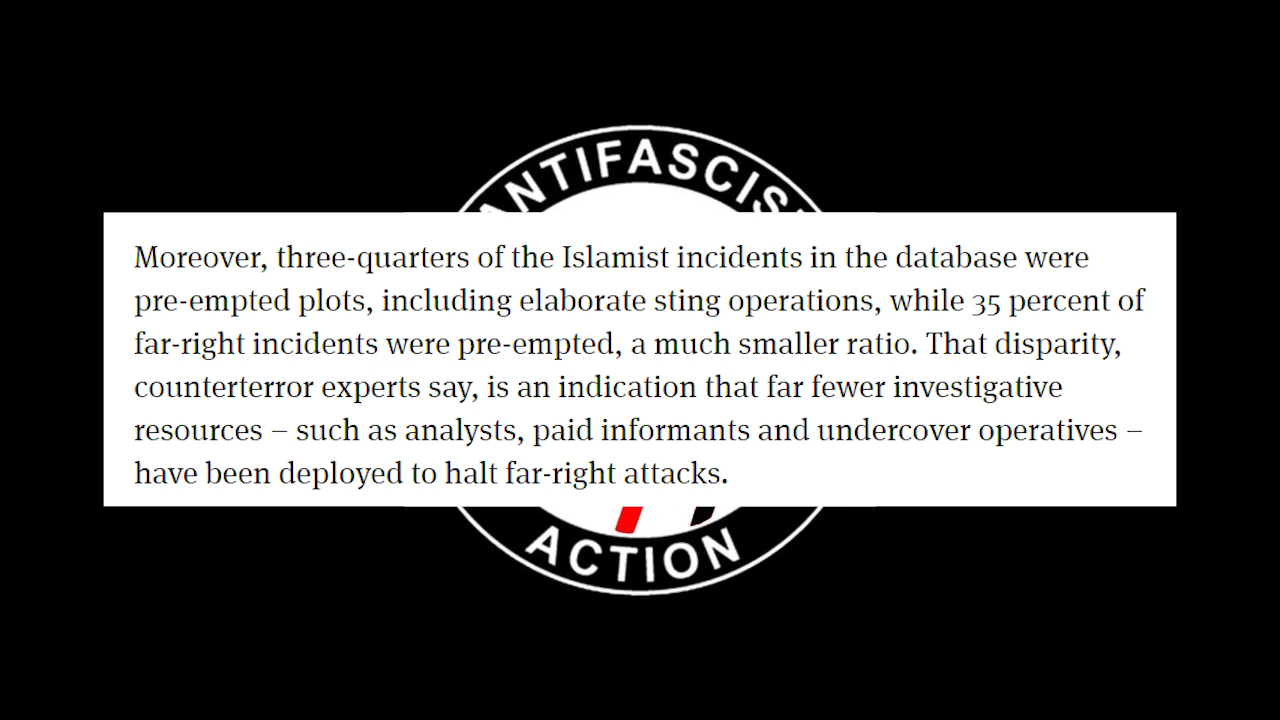 ANTIFASCIS
Moreover, three-quarters of the Islamist incidents in the database were
pre-empted plots, including elaborate sting operations, while 35 percent of
far-right incidents were pre-empted, a much smaller ratio. That disparity,
counterterror experts say, is an indication that far fewer investigative
resources – such as analysts, paid informants and undercover operatives –
have been deployed to halt far-right attacks.
ACTION